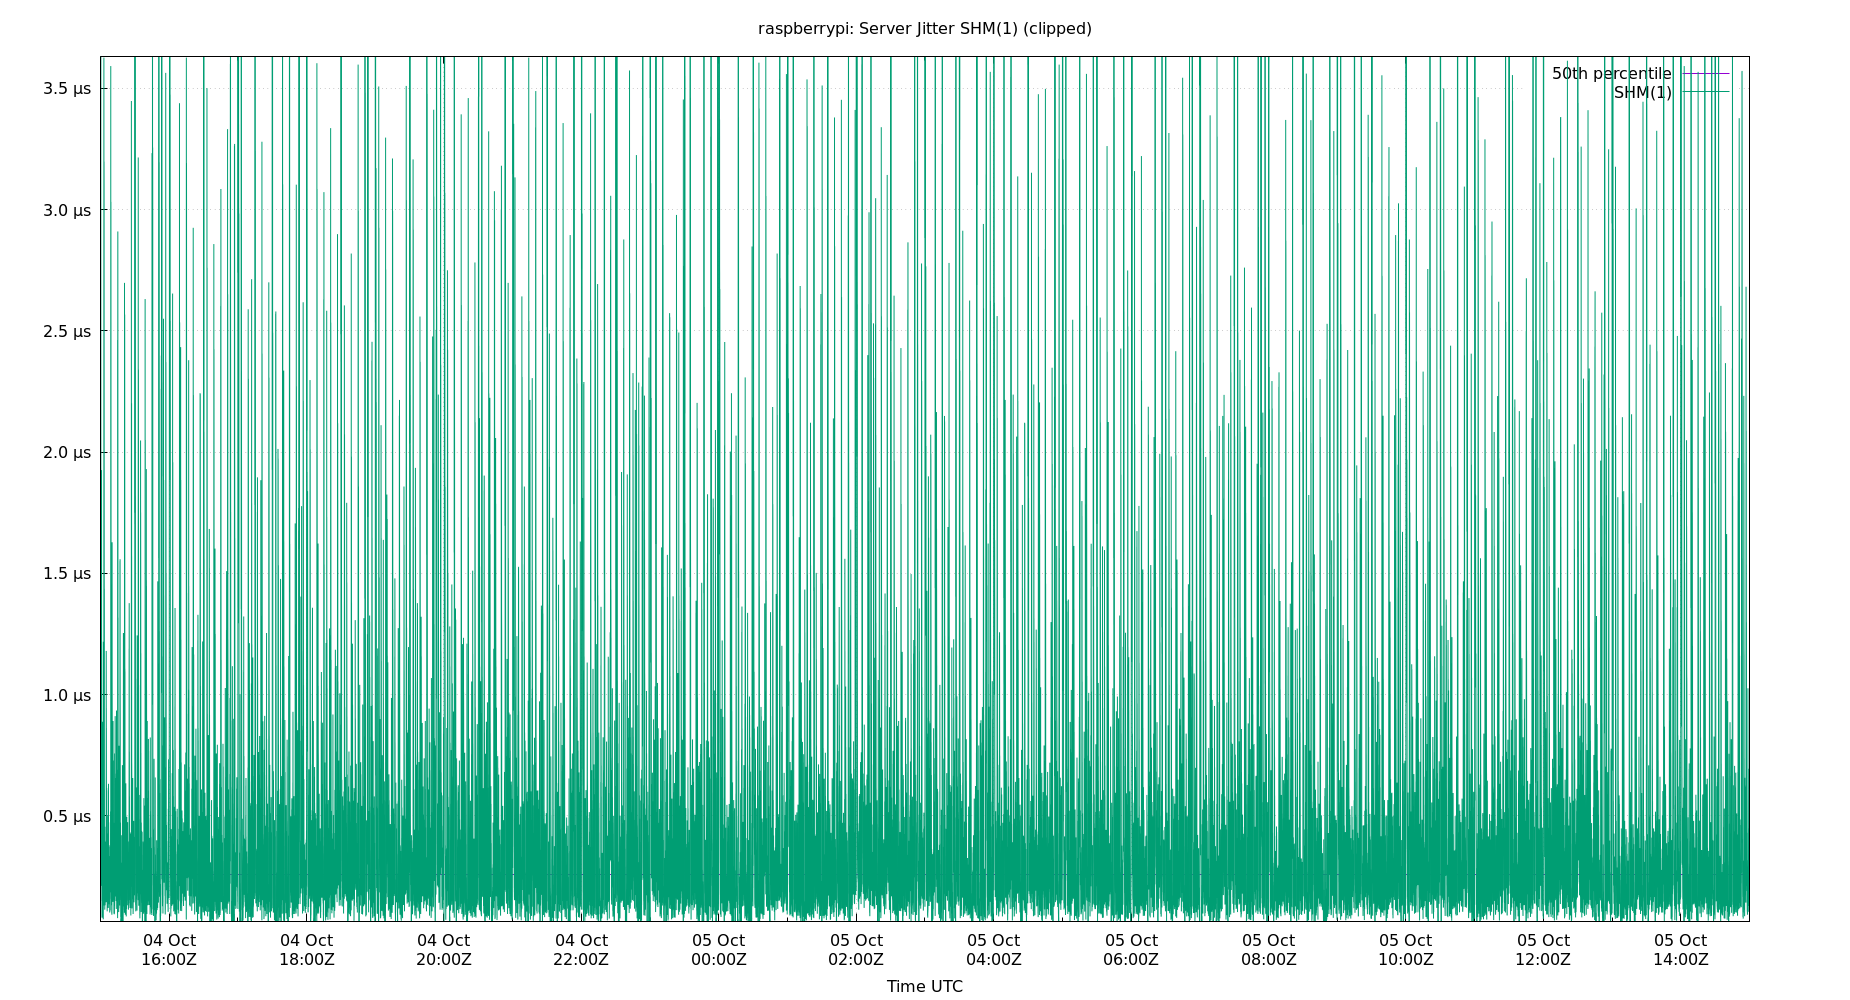 raspberrypi: Server Jitter SHM(1) (clipped)
50th percentile
SHM(1)
3.5 µs
3.0 µs
2.5 µs
2.0 µs
1.5 µs
1.0 µs
0.5 µs
04 Oct 04 Oct 04 Oct 04 Oct 05 Oct 05 Oct 05 Oct 05 Oct 05 Oct 05 Oct 05 Oct 05 Oct
16:00Z 18:00Z 20:00Z 22:00Z 00:00Z 02:00Z 04:00Z 06:00Z 08:00Z 10:00Z 12:00Z 14:00Z
Time UTC